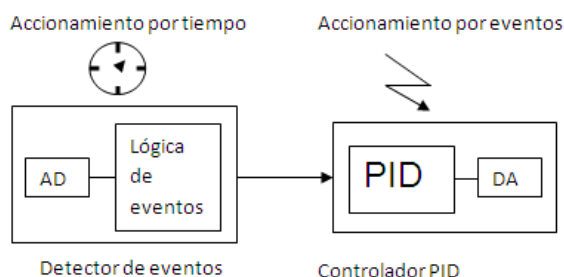 Accionamiento por tiempo
Accionamiento por eventos
AD
Lógica
de
eventos
PID
DA
Detector de eventos
Controlador PID